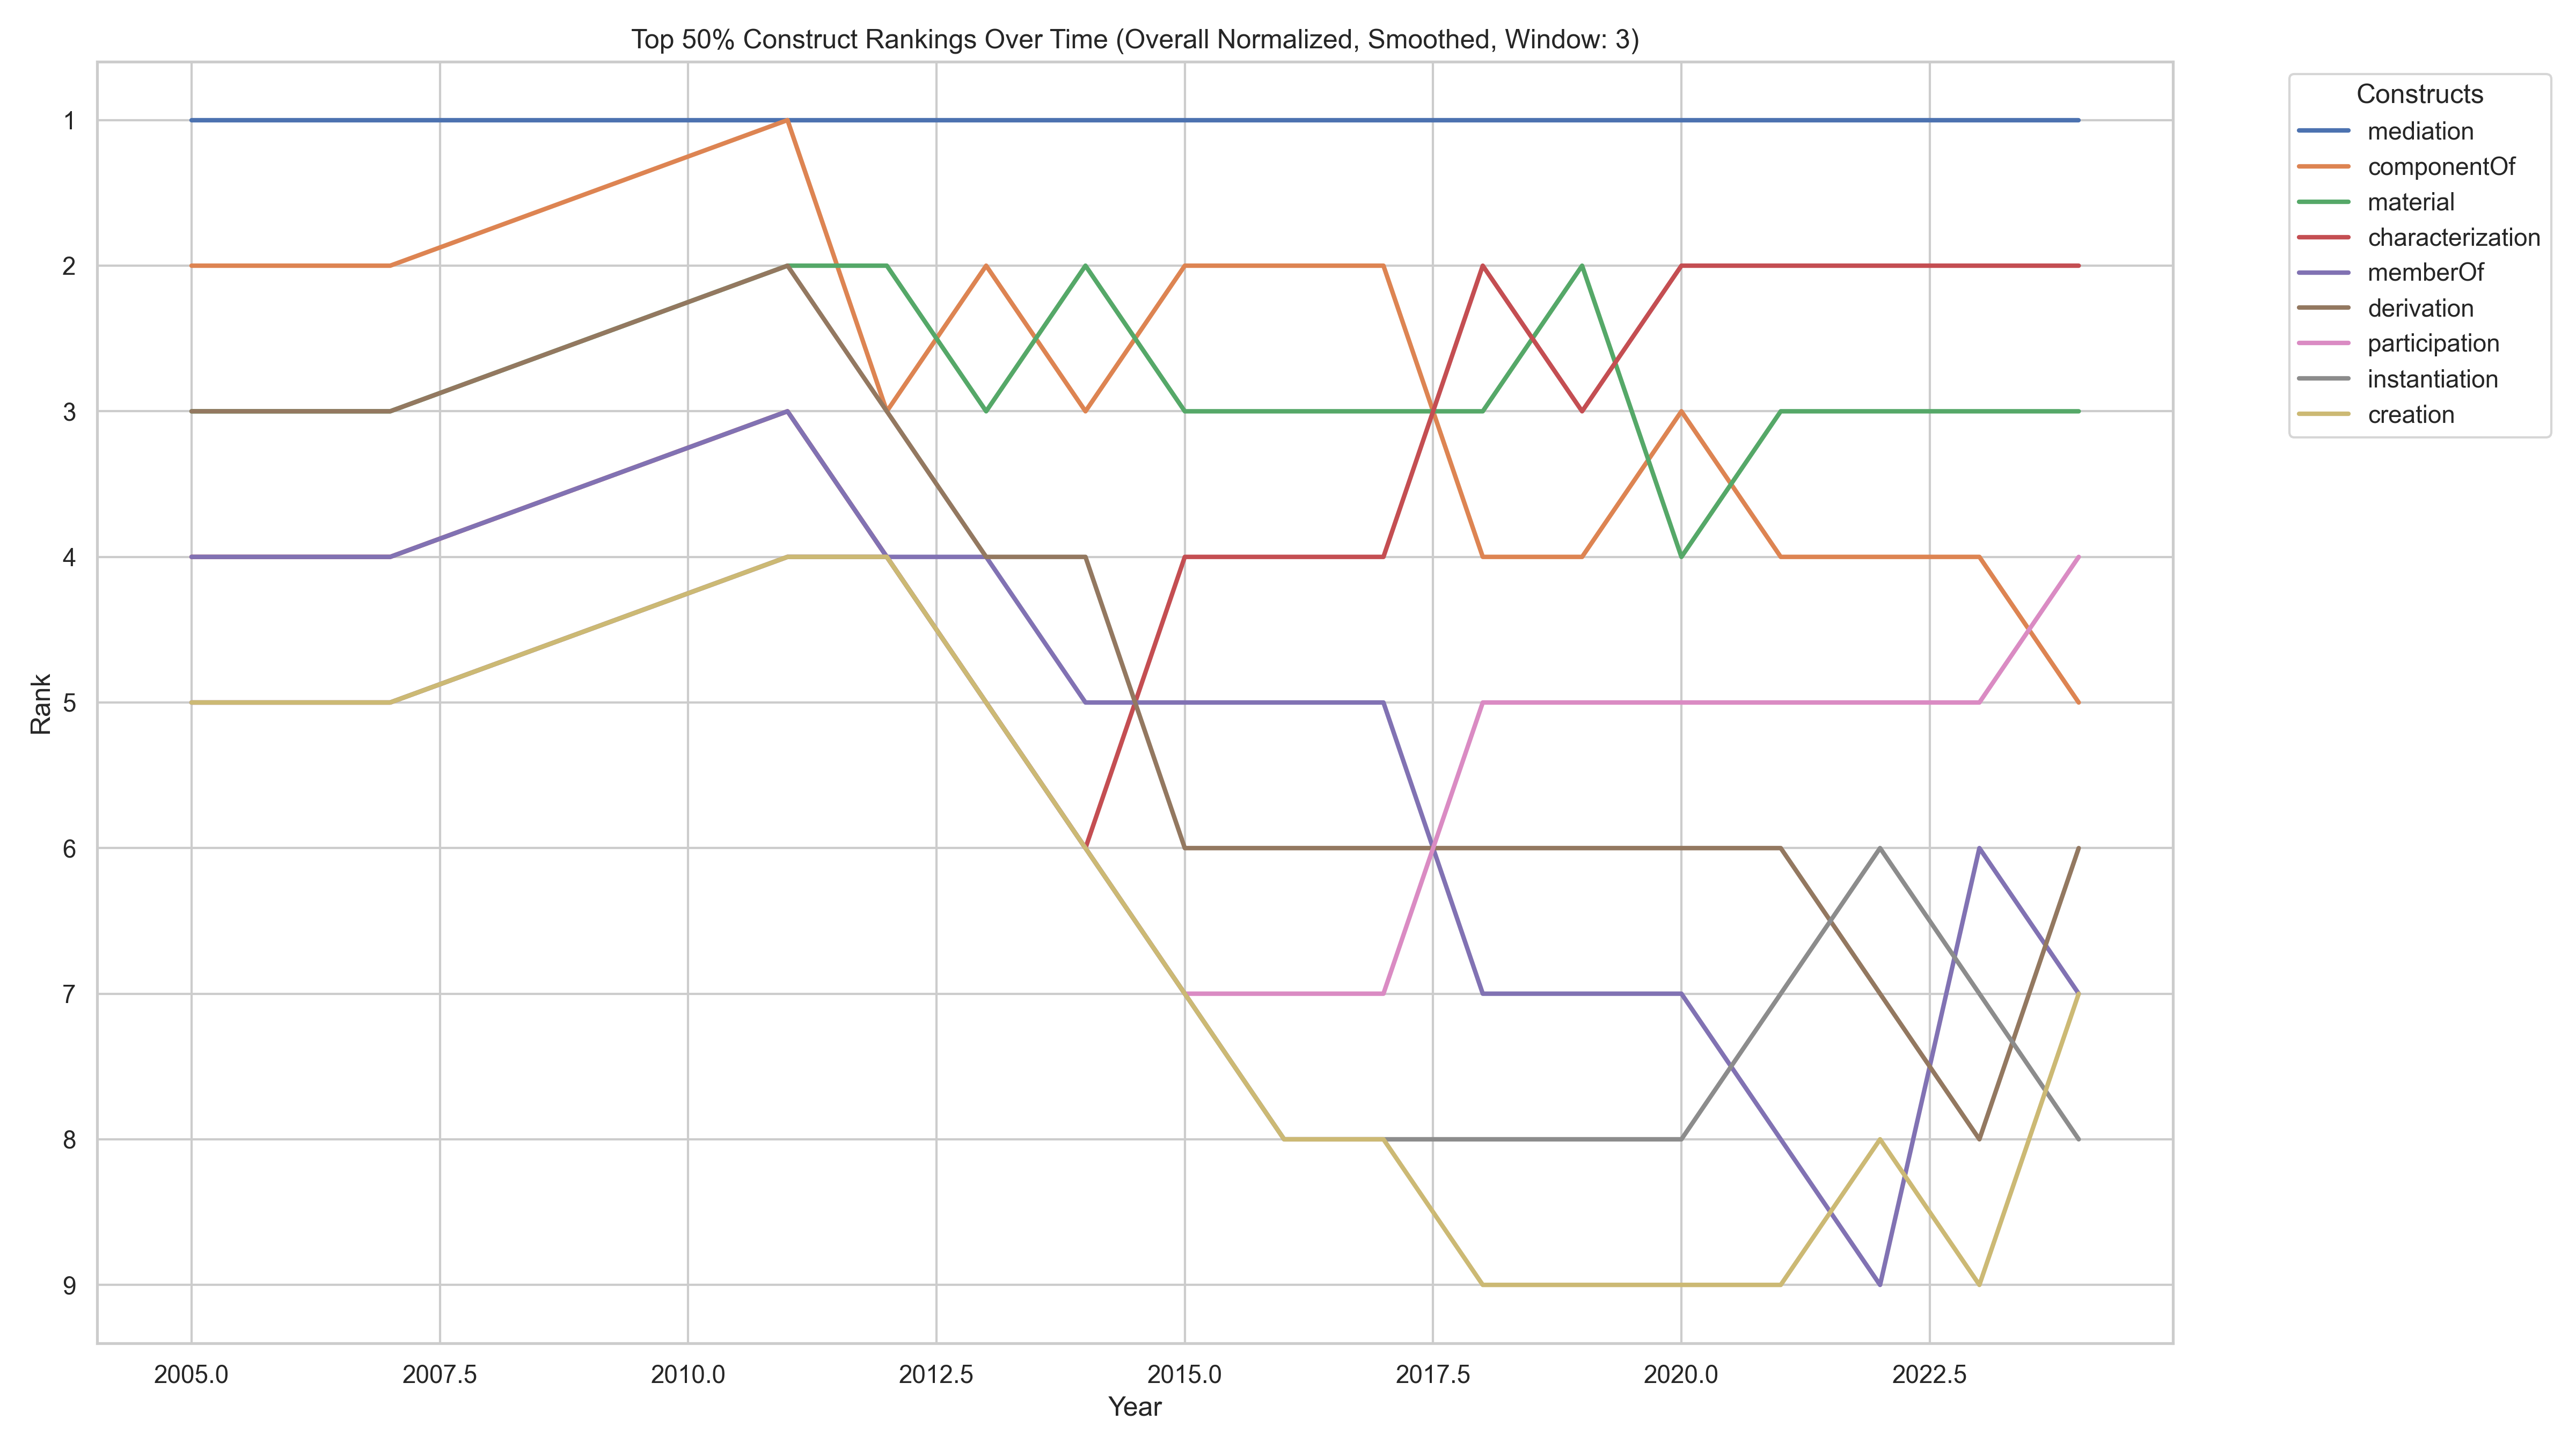 Top 50% Construct Rankings Over Time (Overall Normalized, Smoothed, Window: 3)
Rank
1
2
3
4
5
6
7
8
9
2005.0 2007.5 2010.0 2012.5 2015.0 2017.5 2020.0 2022.5
Year
Constructs
mediation
componentOf
material
characterization
memberOf
derivation
participation
instantiation
creation